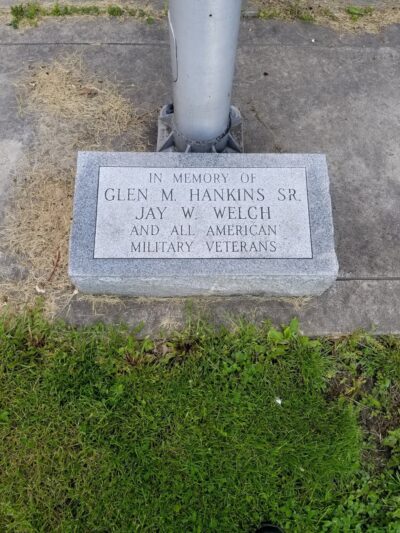 IN MEMORY OF
GLEN M. HANKINS SR.
JAY W. WELCH
AND ALL AMERICAN
MILITARY VETERANS